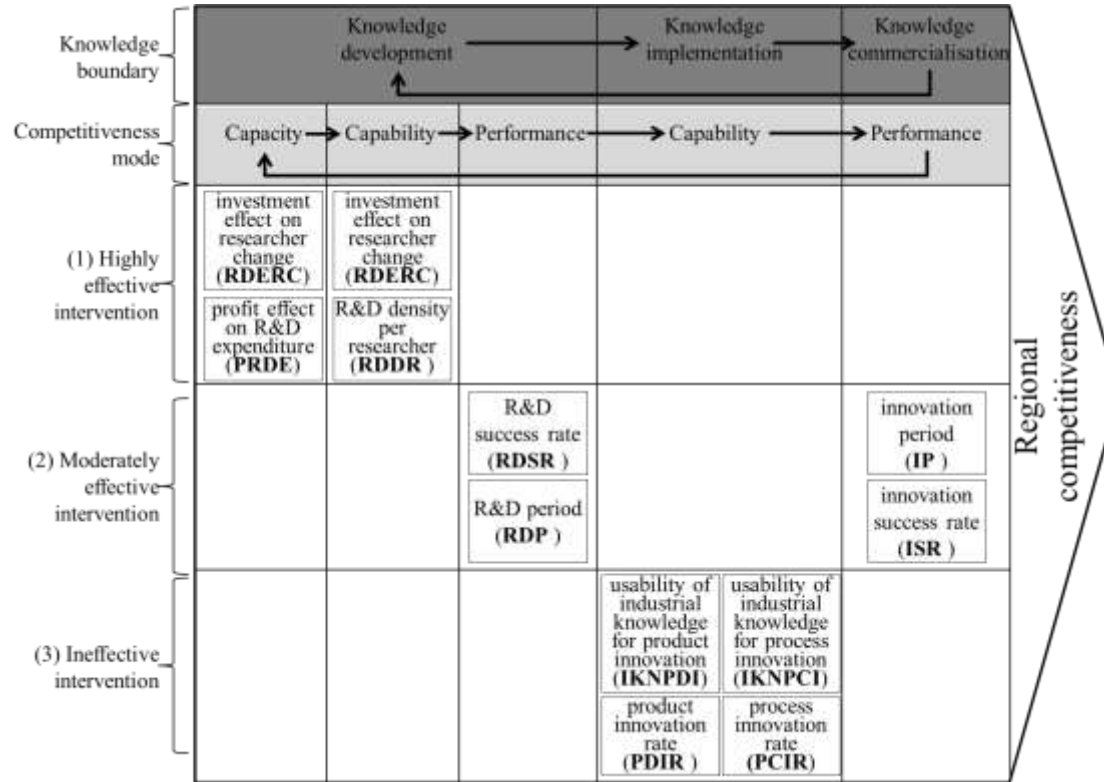 Knowledge
boundary
Knowledge
development
Knowledge
implementation
Knowledge
commercialisation
Competitiveness
mode
Capacity
Capability
Performance
Capability
Performance
(1) Highly
effective
intervention
investment
effect on
researcher
change
(RDERC)
investment
effect on
researcher
change
(RDERC)
profit effect
on R&D
expenditure
(PRDE)
R&D density
per
researcher
(RDDR )
(2) Moderately
effective
intervention
R&D
success rate
(RDSR )
R&D period
(RDP )
innovation
period
(IP )
innovation
success rate
(ISR )
(3) Ineffective
intervention
usability of
industrial
knowledge
for product
innovation
(IKNPDI)
usability of
industrial
knowledge
for process
innovation
(IKNPCI)
product
innovation
rate
(PDIR )
process
innovation
rate
(PCIR)
Regional
competitiveness